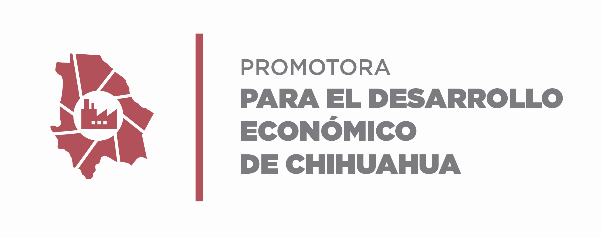 PROMOTORA
PARA EL DESARROLLO
ECONÓMICO
DE CHIHUAHUA